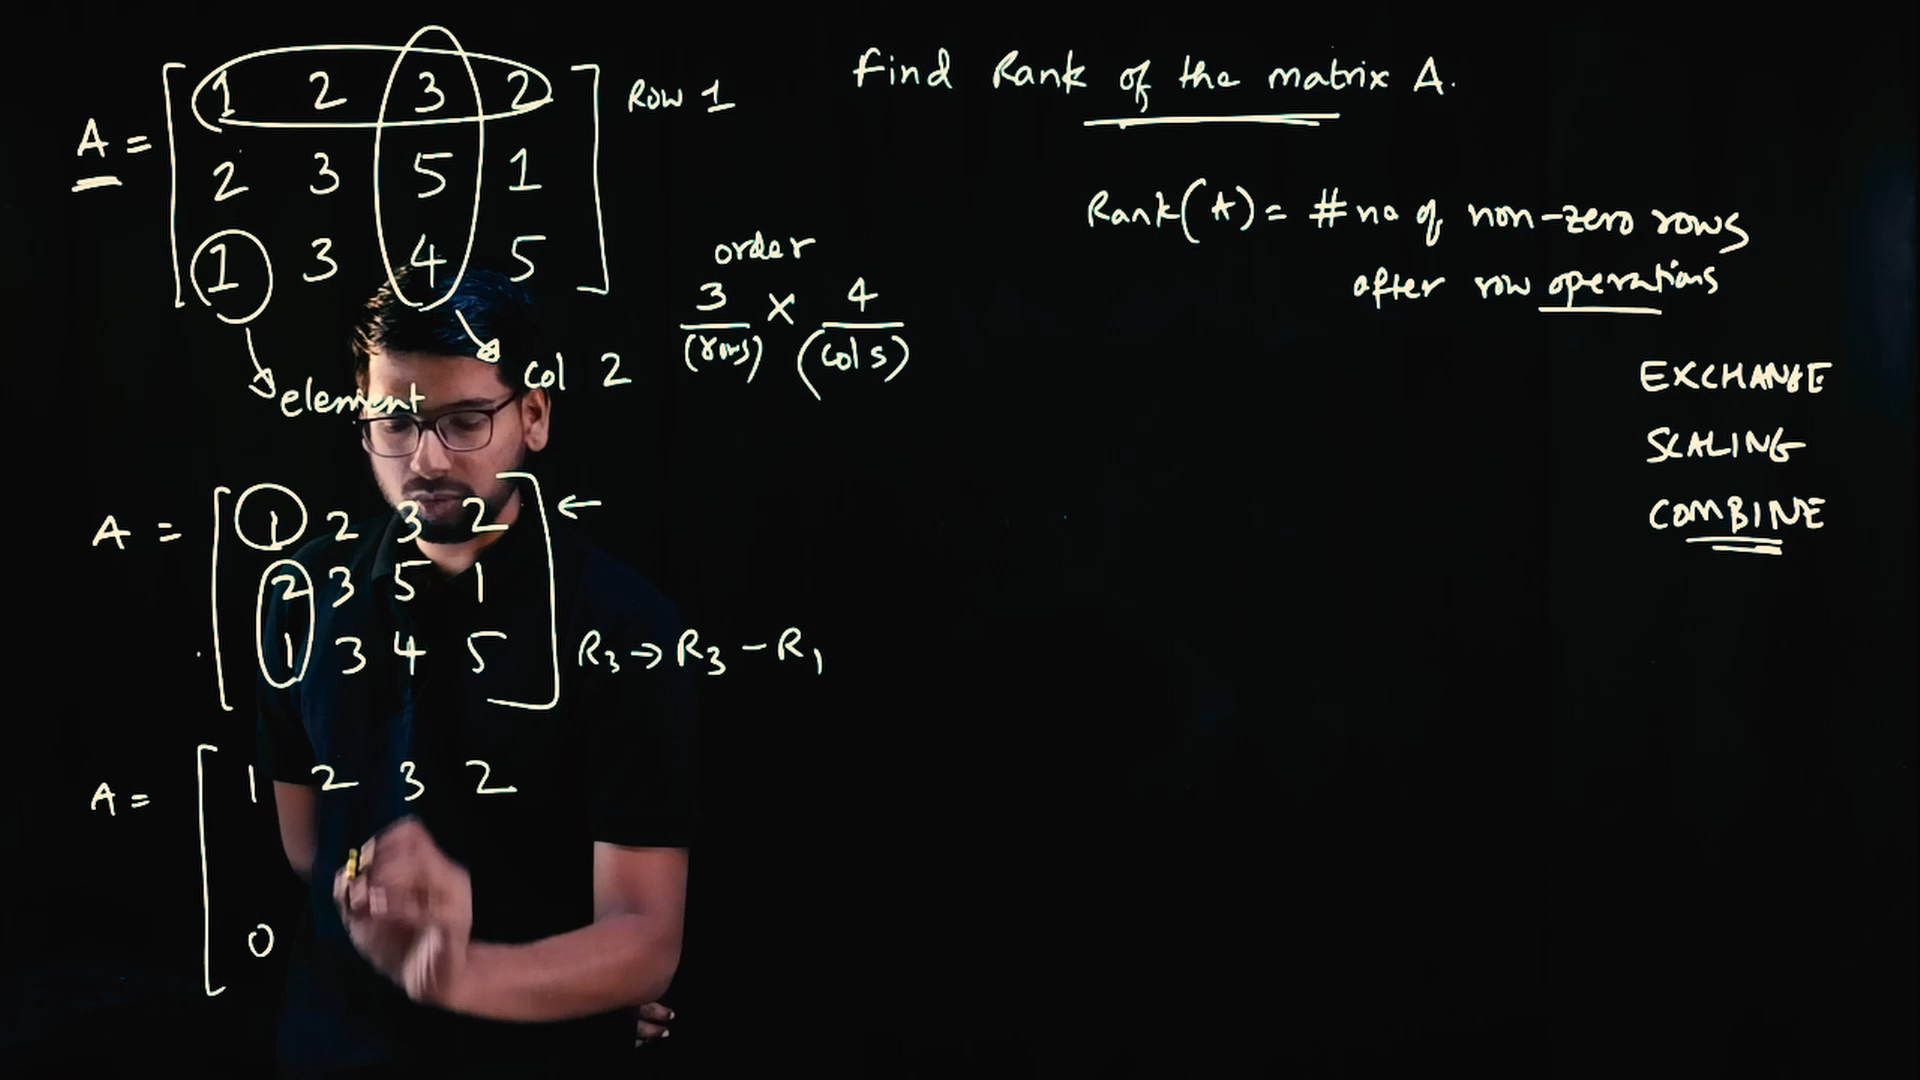 A = [ 1 2 3 2 ] Row 1
2 3 5 1
1 3 4 5
element
col 2
order
3 × 4
(rows) (cols)
Find Rank of the matrix A.
Rank(A) = # no of non-zero rows
after row operations
EXCHANGE
SCALING
COMBINE
A = [ 1 2 3 2 ] ←
2 3 5 1
1 3 4 5 R₃ → R₃ - R₁
A = [ 1 2 3 2
0